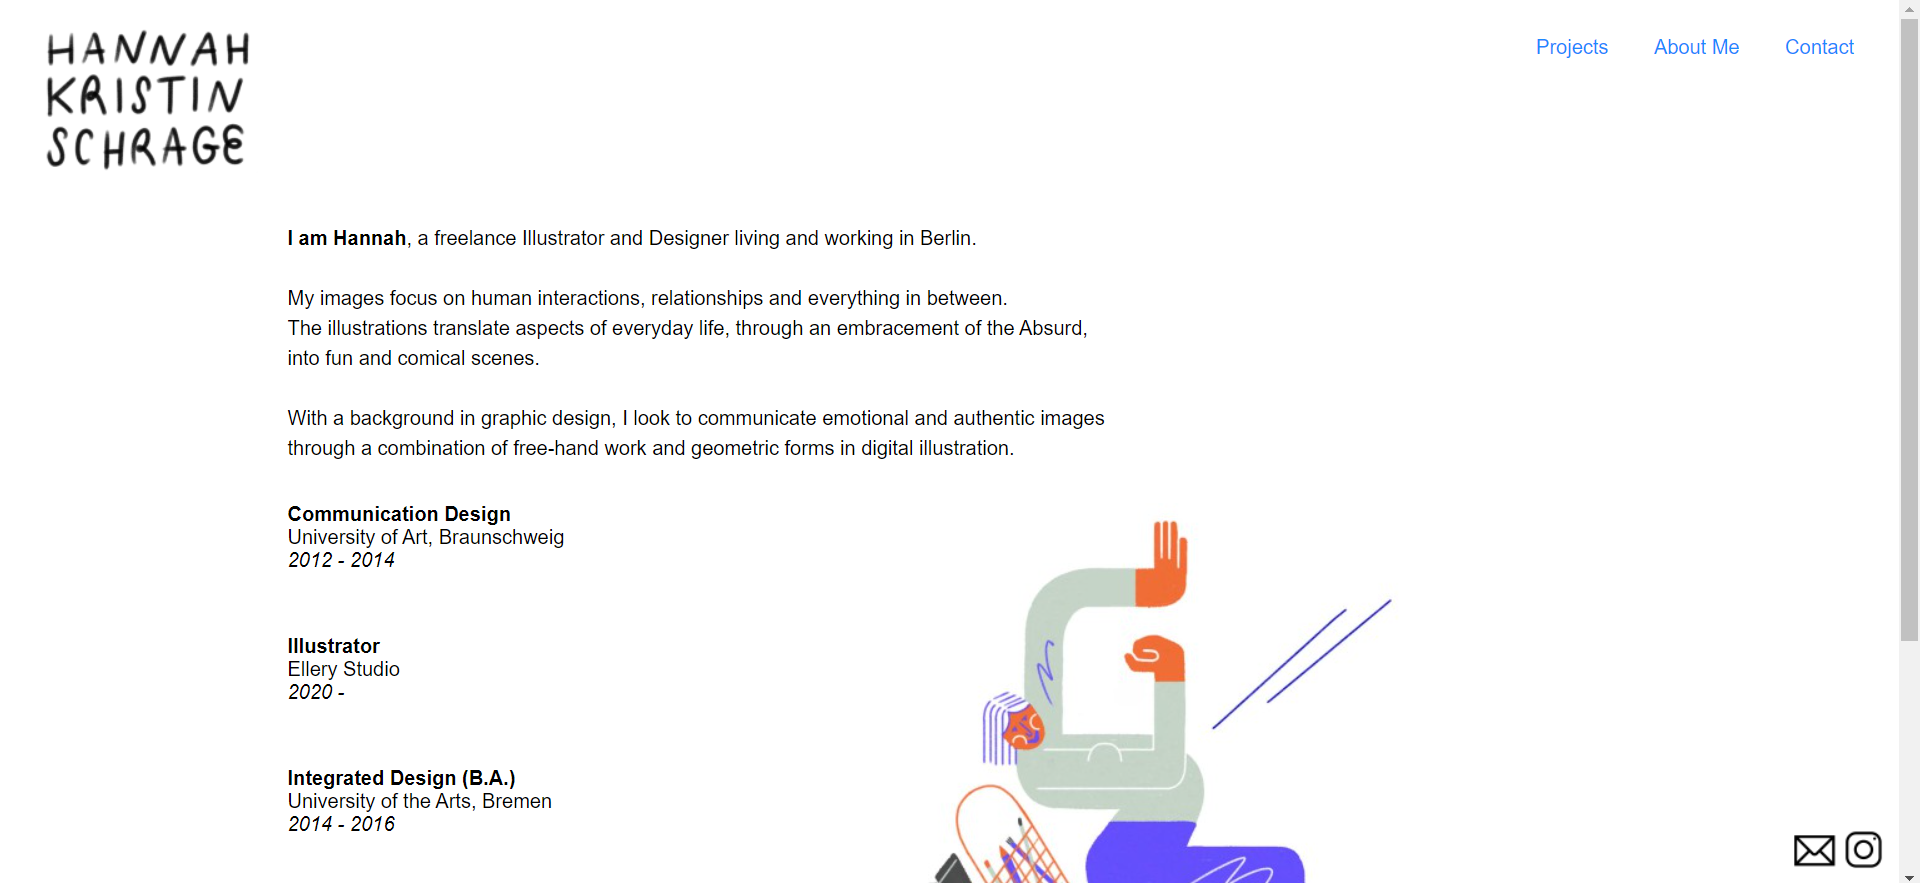 HANNAH
KRISTIN
SCHRAGE
Projects About Me Contact
I am Hannah, a freelance Illustrator and Designer living and working in Berlin.
My images focus on human interactions, relationships and everything in between.
The illustrations translate aspects of everyday life, through an embracement of the Absurd,
into fun and comical scenes.
With a background in graphic design, I look to communicate emotional and authentic images
through a combination of free-hand work and geometric forms in digital illustration.
Communication Design
University of Art, Braunschweig
2012 - 2014
Illustrator
Ellery Studio
2020 -
Integrated Design (B.A.)
University of the Arts, Bremen
2014 - 2016